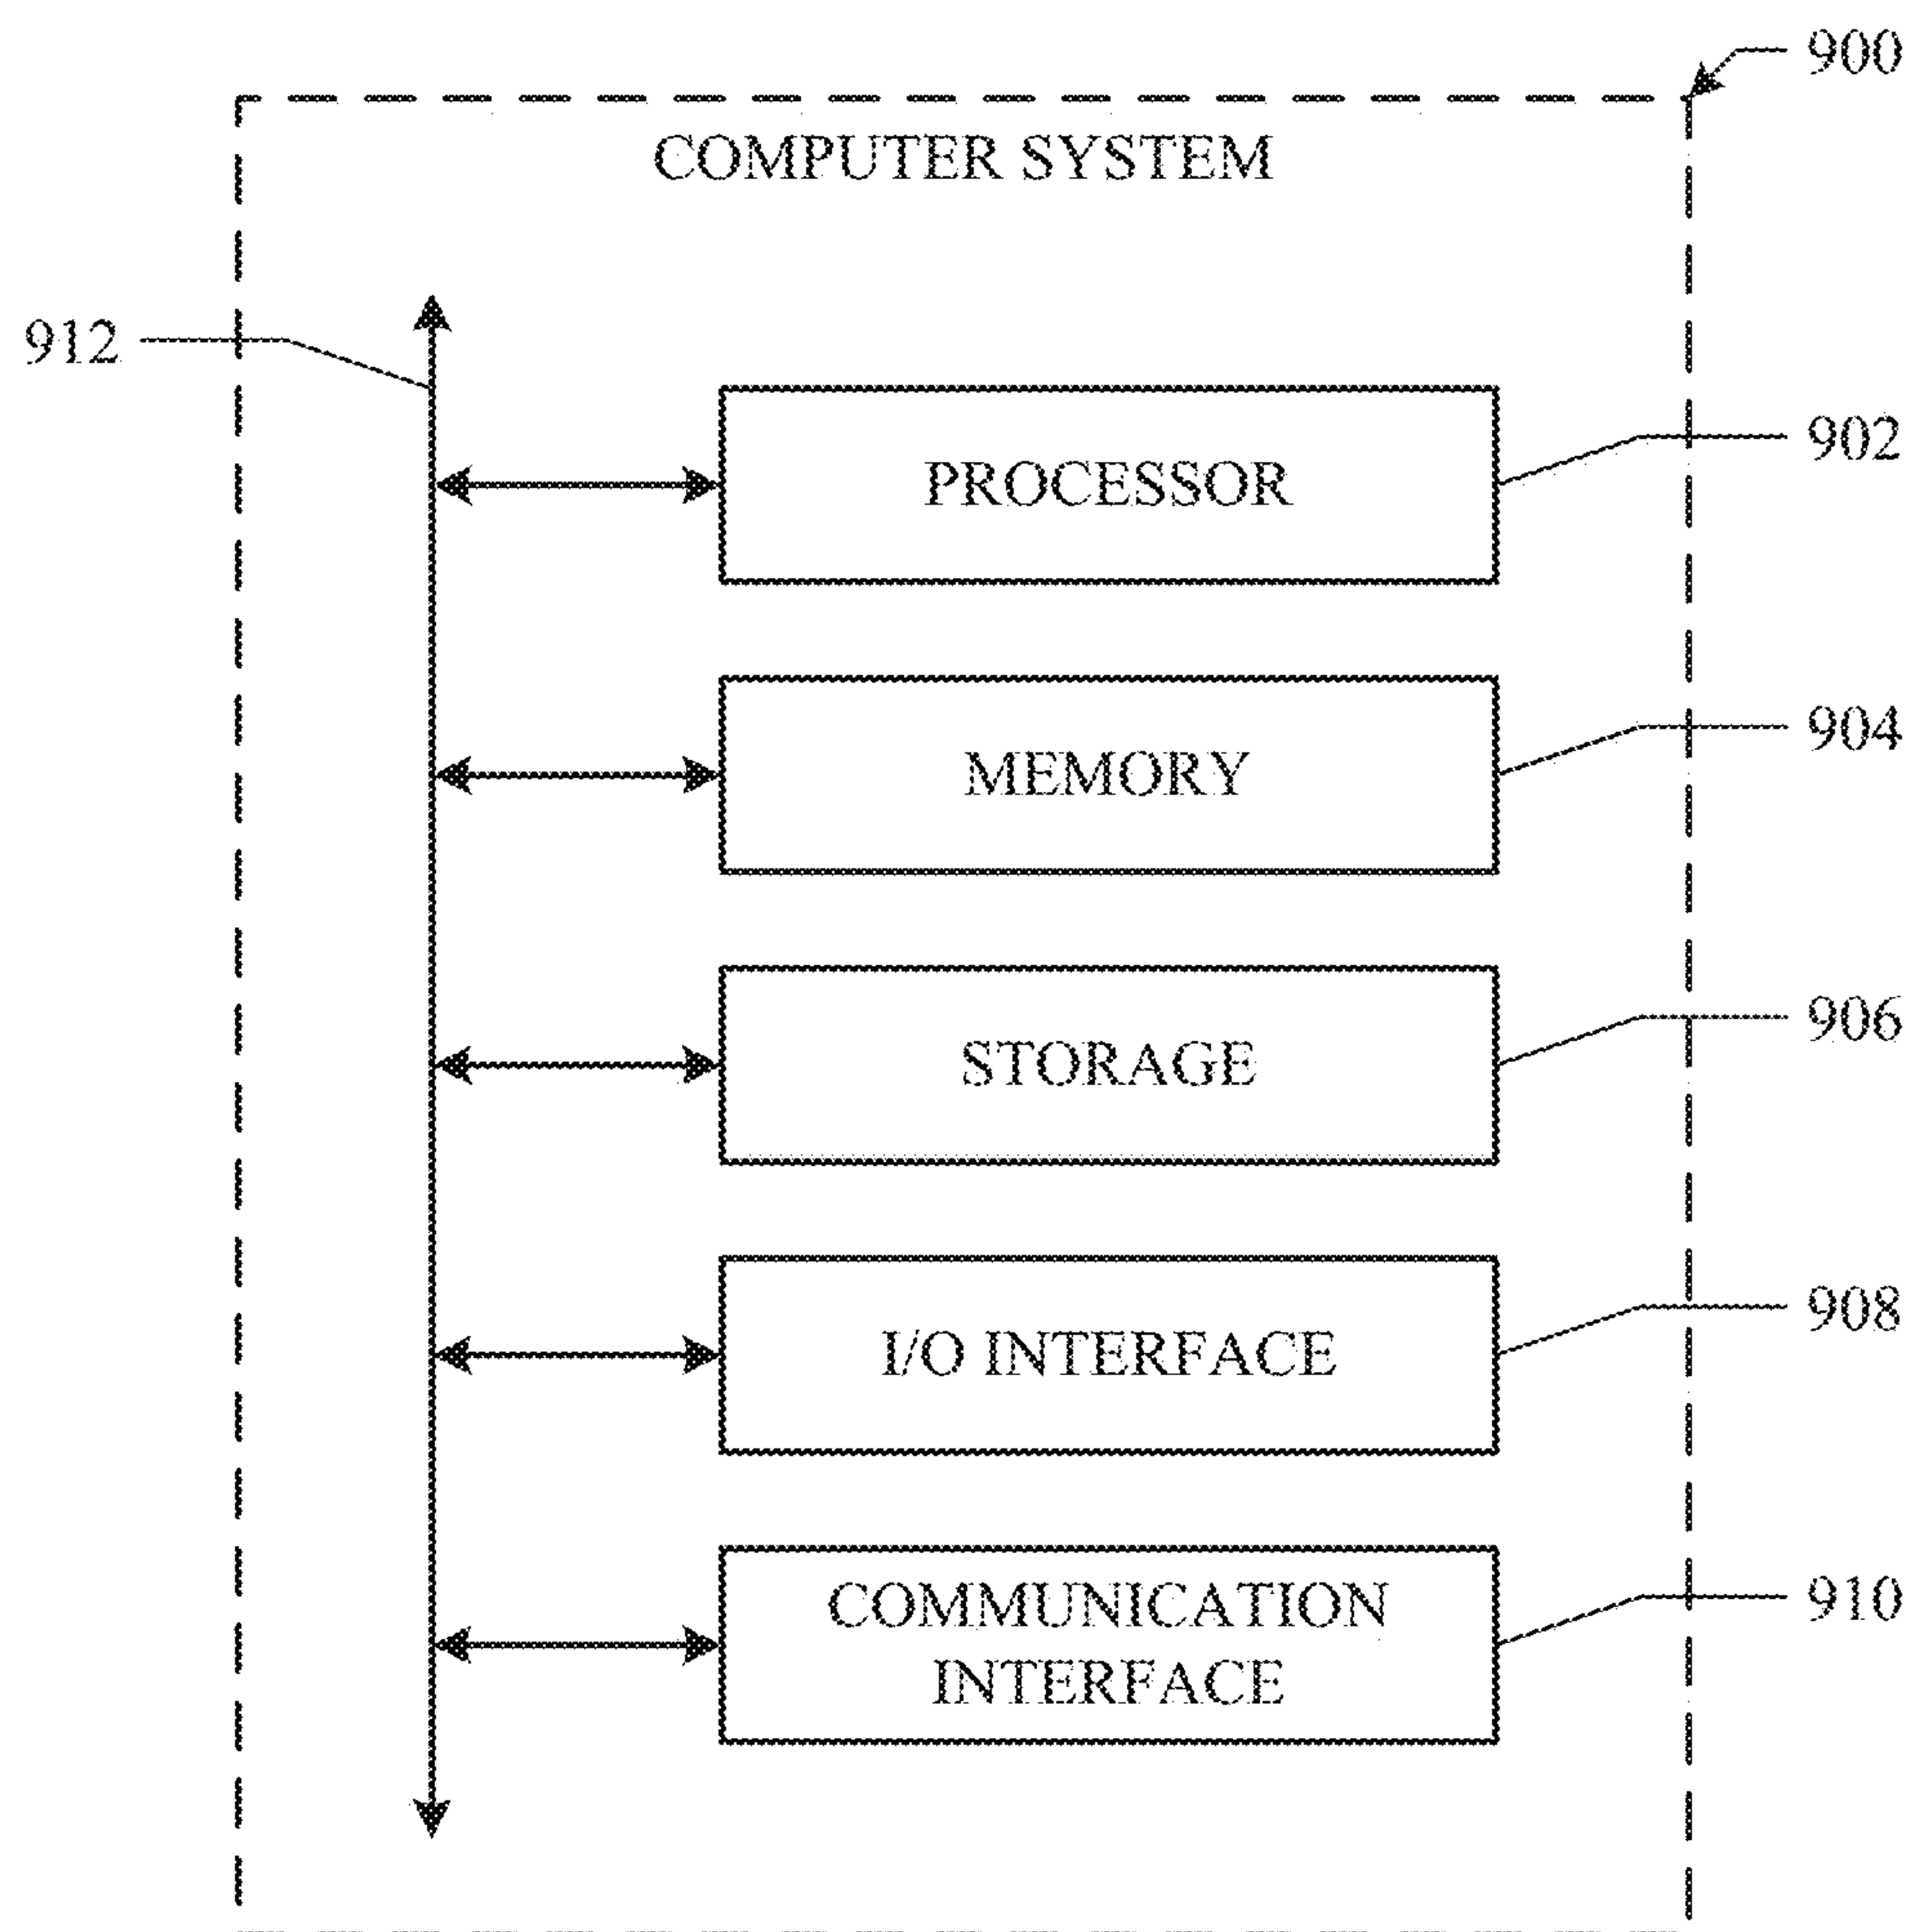 900
COMPUTER SYSTEM
912
PROCESSOR
902
MEMORY
904
STORAGE
906
I/O INTERFACE
908
COMMUNICATION
INTERFACE
910